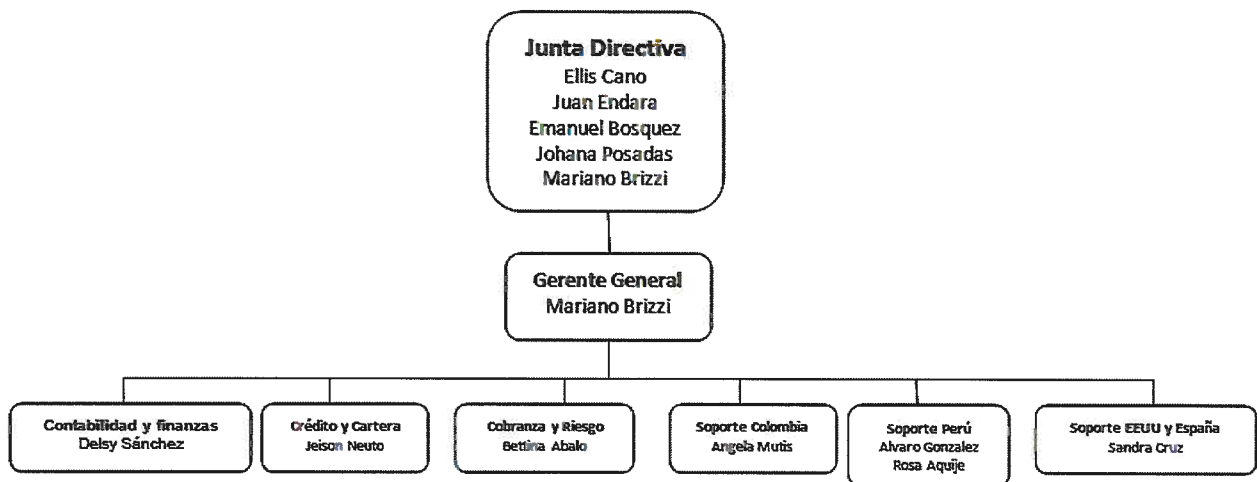 Junta Directiva
Ellis Cano
Juan Endara
Emanuel Bosquez
Johana Posadas
Mariano Brizzi
Gerente General
Mariano Brizzi
Contabilidad y finanzas
Delsy Sánchez
Crédito y Cartera
Jeison Neuto
Cobranza y Riesgo
Bettina Abalo
Soporte Colombia
Angela Mutis
Soporte Perú
Alvaro Gonzalez
Rosa Aquije
Soporte EEUU y España
Sandra Cruz